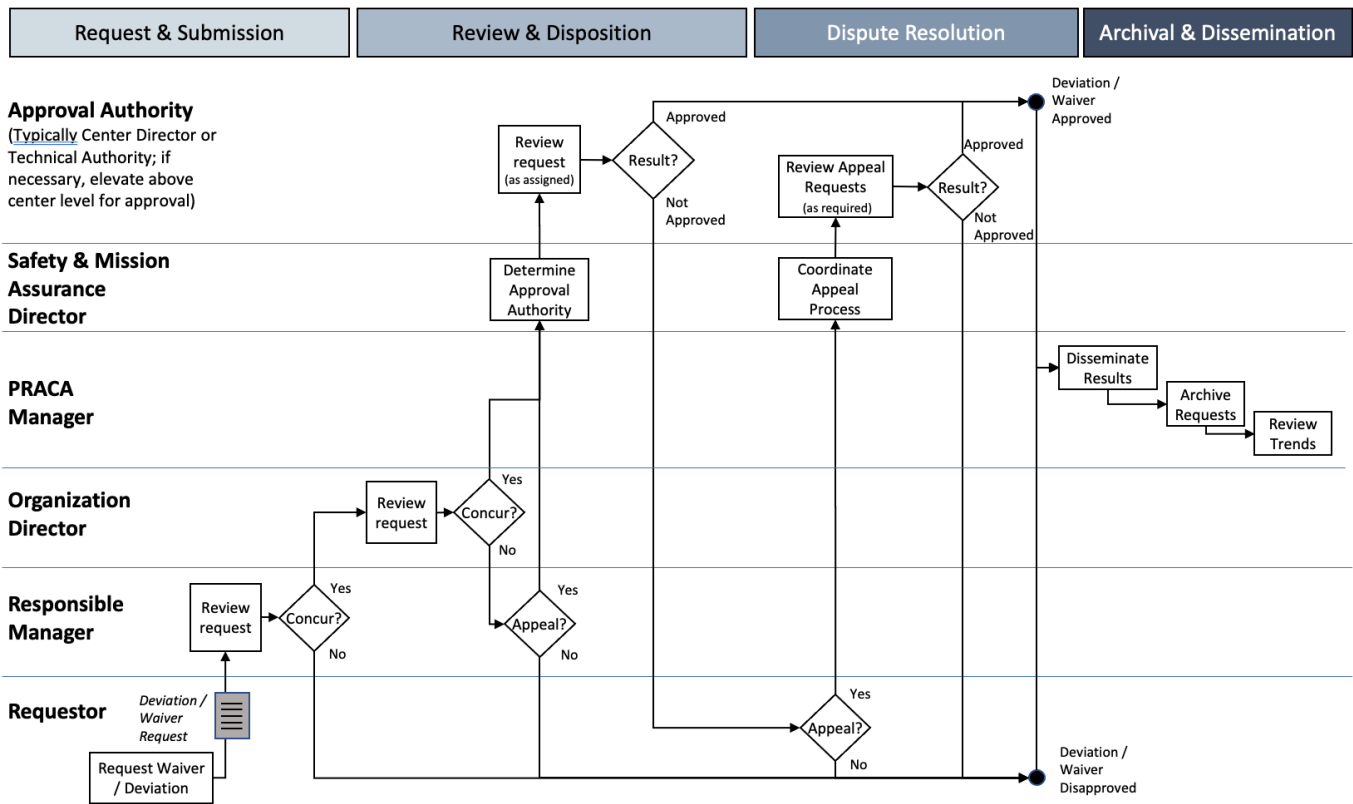 Request & Submission
Review & Disposition
Dispute Resolution
Archival & Dissemination
Approval Authority
(Typically Center Director or
Technical Authority; if
necessary, elevate above
center level for approval)
Review
request
(as assigned)
Result?
Approved
Not
Approved
Review Appeal
Requests
(as required)
Result?
Approved
Not
Approved
Deviation /
Waiver
Approved
Safety & Mission
Assurance
Director
Determine
Approval
Authority
Coordinate
Appeal
Process
PRACA
Manager
Disseminate
Results
Archive
Requests
Review
Trends
Organization
Director
Review
request
Concur?
Yes
No
Responsible
Manager
Review
request
Concur?
Yes
No
Appeal?
Yes
No
Requestor
Deviation /
Waiver
Request
Request Waiver
/ Deviation
Appeal?
Yes
No
Deviation /
Waiver
Disapproved